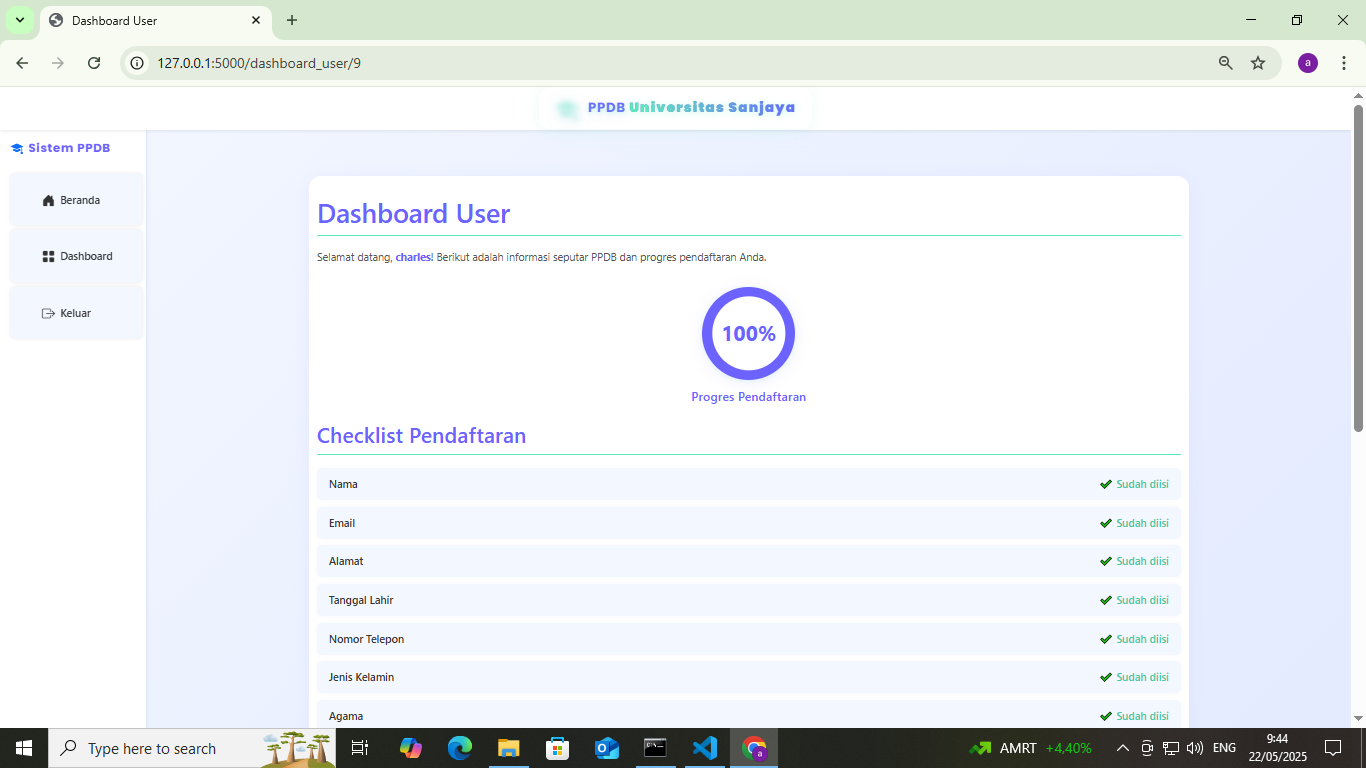 Dashboard User
127.0.0.1:5000/dashboard_user/9
a
PPDB Universitas Sanjaya
Sistem PPDB
Beranda
Dashboard
Keluar
Dashboard User
Selamat datang, charles! Berikut adalah informasi seputar PPDB dan progres pendaftaran Anda.
100%
Progres Pendaftaran
Checklist Pendaftaran
Nama ✔ Sudah diisi
Email ✔ Sudah diisi
Alamat ✔ Sudah diisi
Tanggal Lahir ✔ Sudah diisi
Nomor Telepon ✔ Sudah diisi
Jenis Kelamin ✔ Sudah diisi
Agama ✔ Sudah diisi
Type here to search
a
AMRT +4,40%
ENG
9:44
22/05/2025